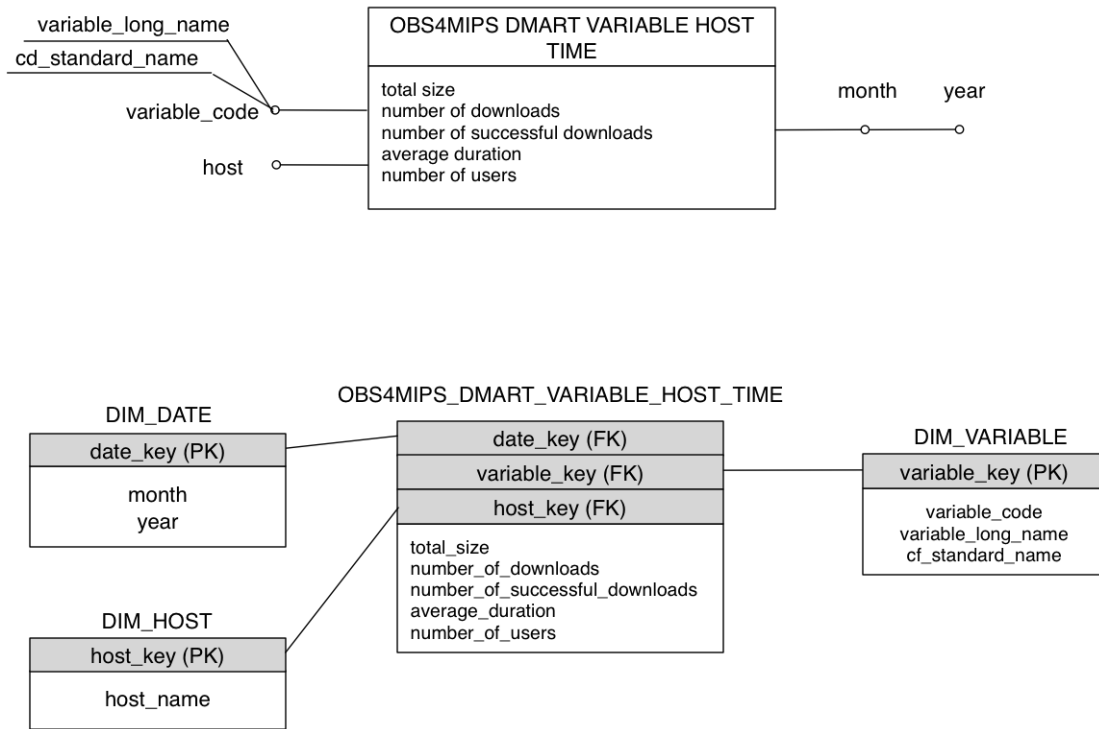 variable_long_name
cd_standard_name
variable_code
host
OBS4MIPS DMART VARIABLE HOST
TIME
total size
number of downloads
number of successful downloads
average duration
number of users
month
year
DIM_DATE
date_key (PK)
month
year
DIM_HOST
host_key (PK)
host_name
OBS4MIPS_DMART_VARIABLE_HOST_TIME
date_key (FK)
variable_key (FK)
host_key (FK)
total_size
number_of_downloads
number_of_successful_downloads
average_duration
number_of_users
DIM_VARIABLE
variable_key (PK)
variable_code
variable_long_name
cf_standard_name